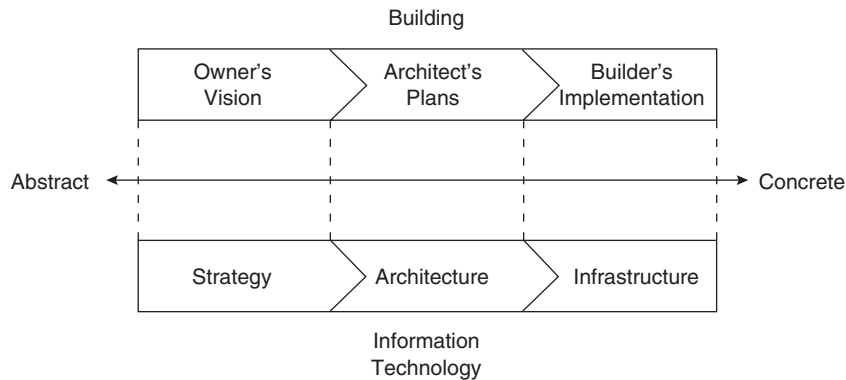 Building
Owner's
Vision
Architect's
Plans
Builder's
Implementation
Abstract
Concrete
Strategy
Architecture
Infrastructure
Information
Technology